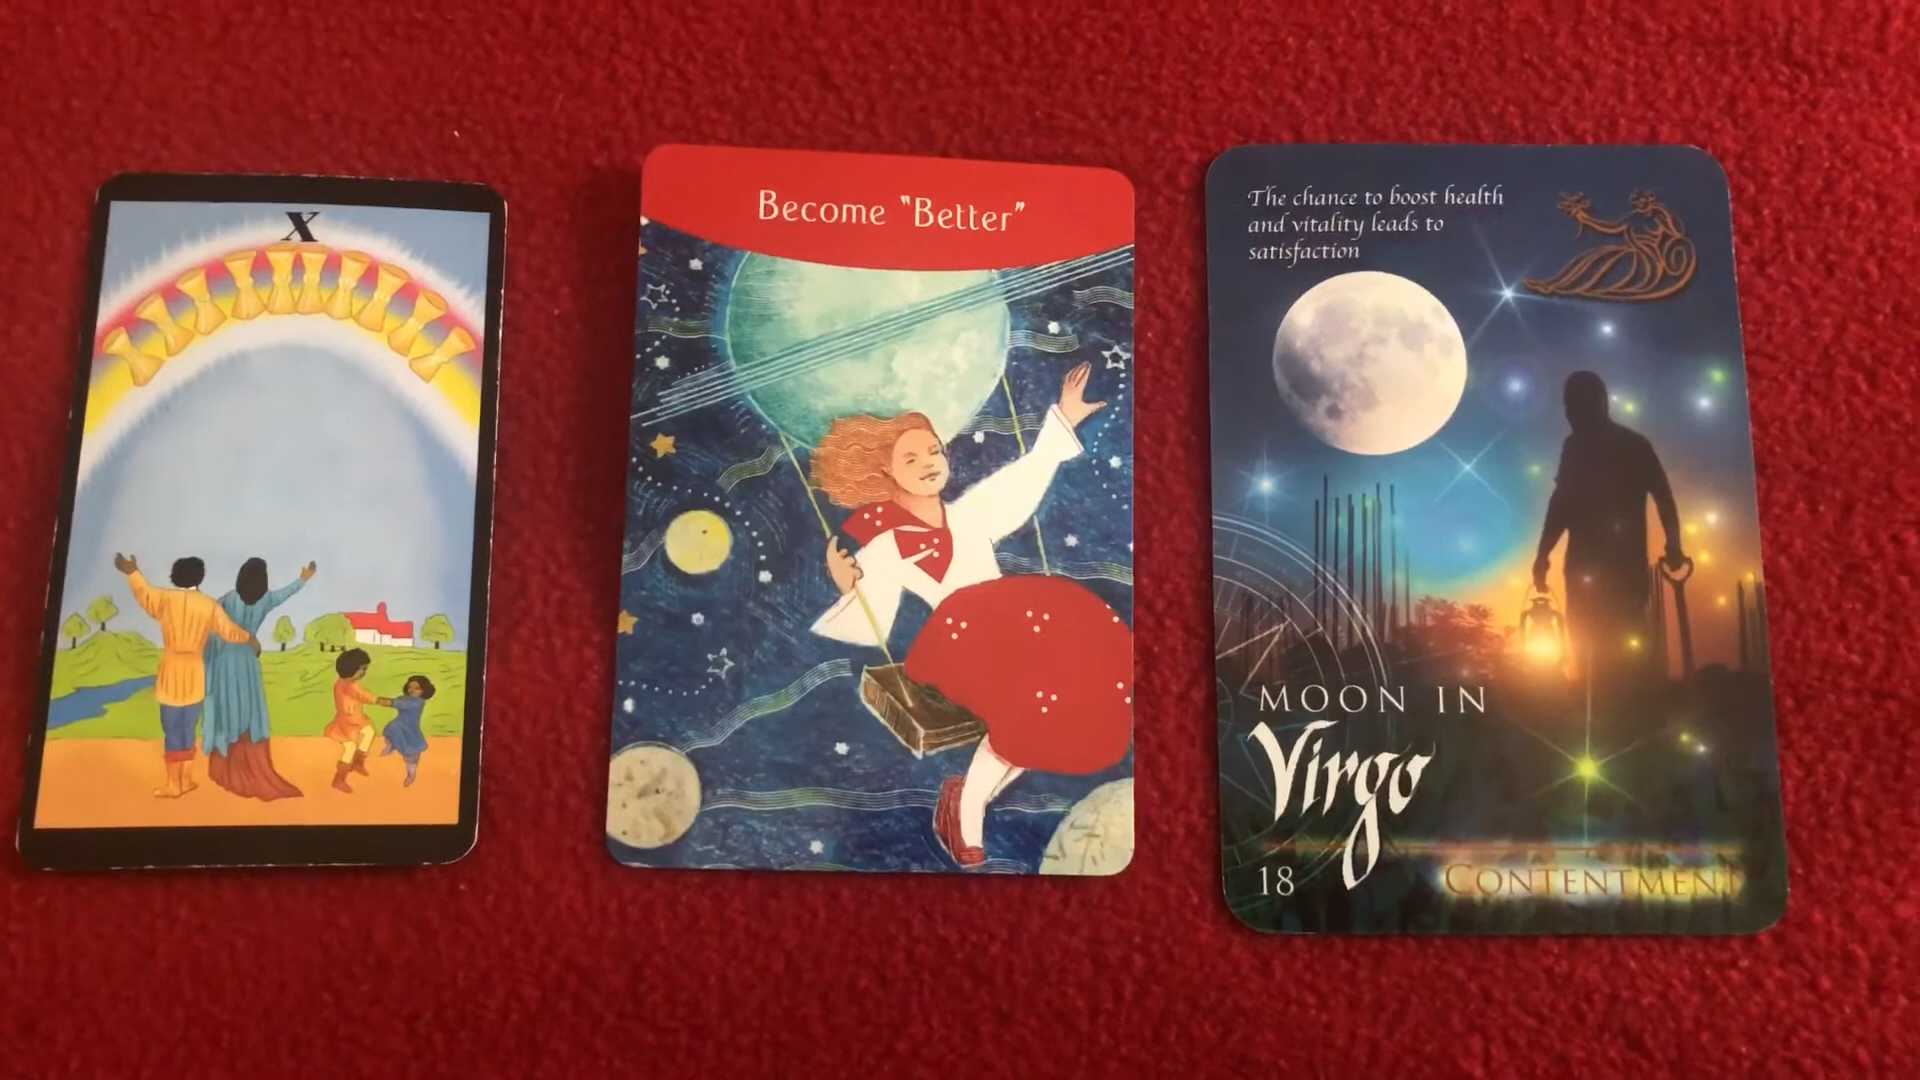 X
Become "Better"
The chance to boost health
and vitality leads to
satisfaction
MOON IN
Virgo
18
CONTENTMENT